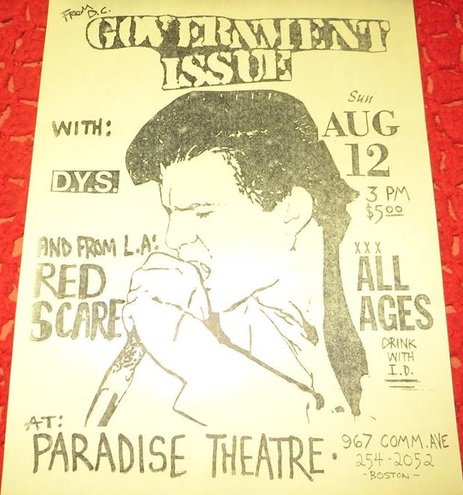 FROM D.C.
GOVERNMENT
ISSUE
WITH:
D.Y.S.
Sun
AUG
12
3 PM
$5.00
AND FROM L.A:
RED
SCARE
XXX
ALL
AGES
DRINK
WITH
I.D.
AT:
PARADISE THEATRE.
967 COMM. AVE
254-2052
-BOSTON-